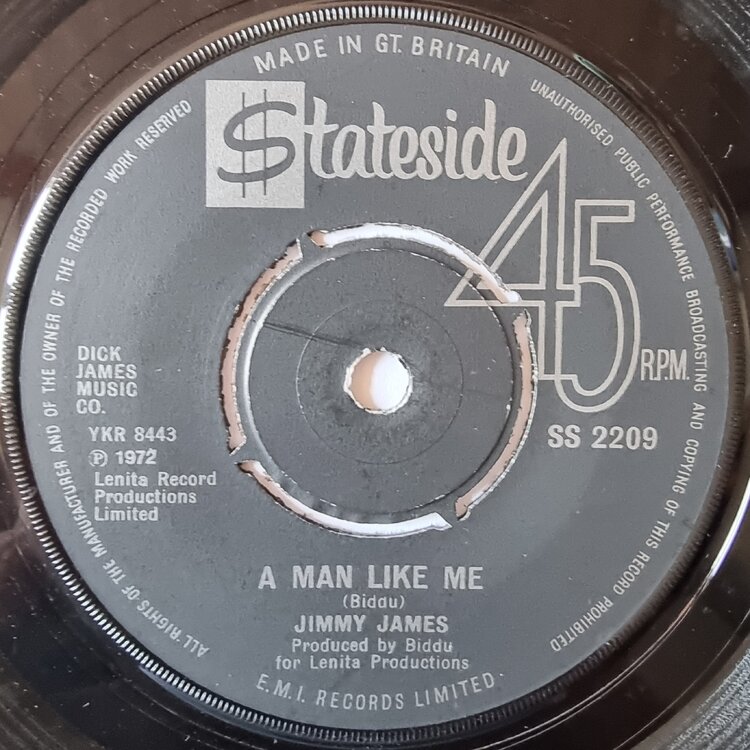 MADE IN GT. BRITAIN
$tateside
45
R.P.M.
SS 2209
DICK
JAMES
MUSIC
CO.
YKR 8443
℗ 1972
Lenita Record
Productions
Limited
A MAN LIKE ME
(Biddu)
JIMMY JAMES
Produced by Biddu
for Lenita Productions
E.M.I. RECORDS LIMITED
ALL RIGHTS OF THE MANUFACTURER AND OF THE OWNER OF THE RECORDED WORK RESERVED
UNAUTHORISED PUBLIC PERFORMANCE BROADCASTING AND COPYING OF THIS RECORD PROHIBITED